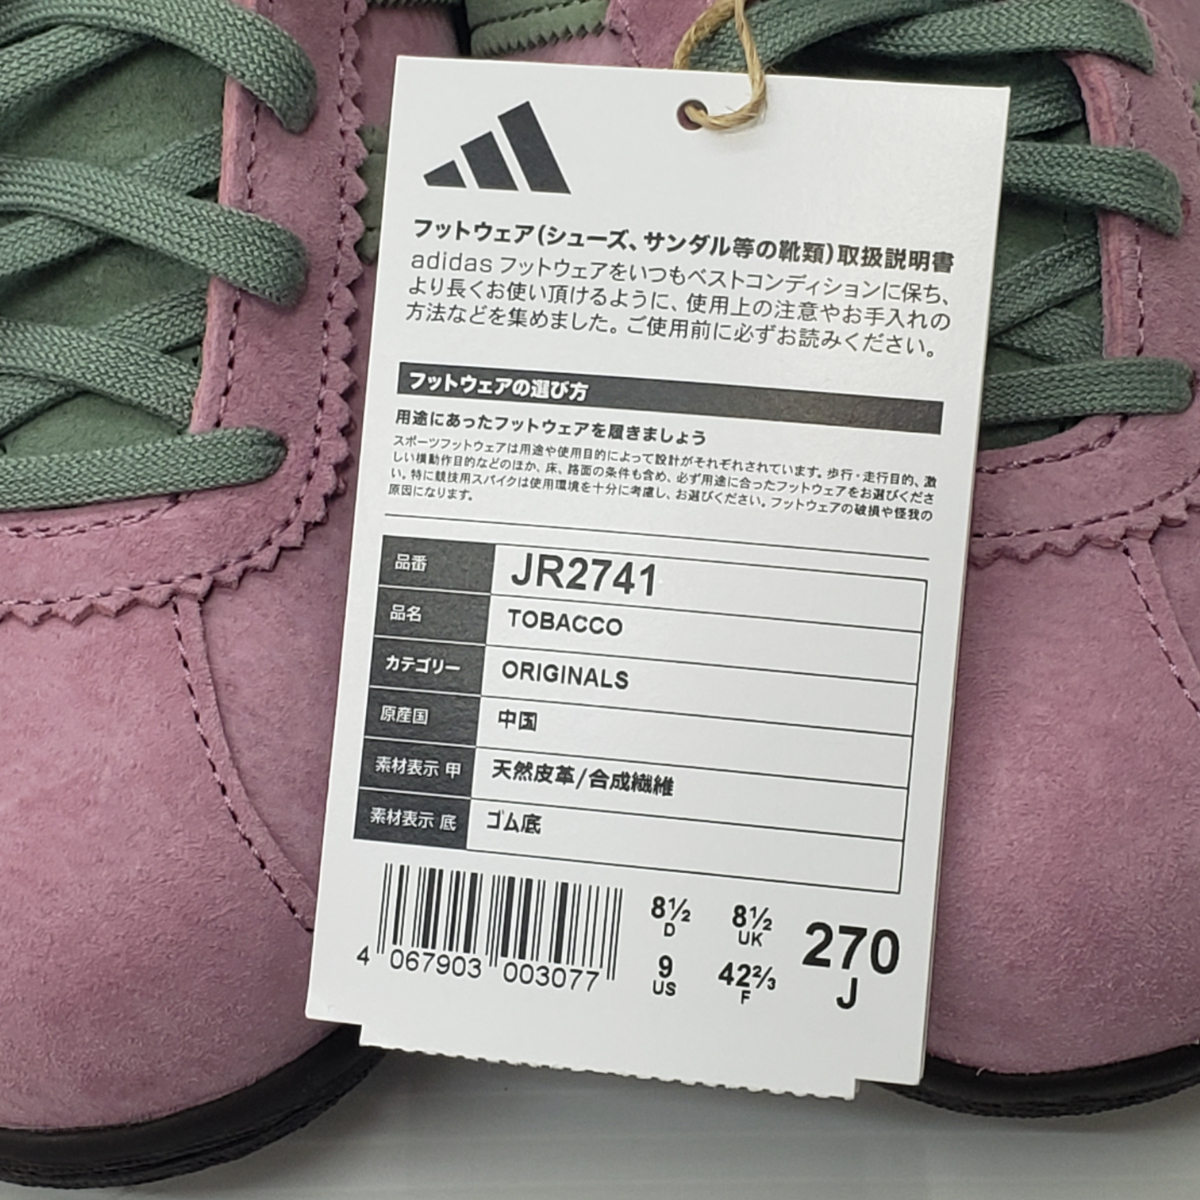 フットウェア(シューズ、サンダル等の靴類)取扱説明書
adidas フットウェアをいつもベストコンディションに保ち、
より長くお使い頂けるように、使用上の注意やお手入れの
方法などを集めました。ご使用前に必ずお読みください。
フットウェアの選び方
用途にあったフットウェアを履きましょう
スポーツフットウェアは用途や使用目的によって設計がそれぞれされています。歩行・走行目的、激
しい横動作目的などのほか、床、路面の条件も含め、必ず用途に合ったフットウェアをお選びくださ
い。特に競技用スパイクは使用環境を十分に考慮し、お選びください。フットウェアの破損や怪我の
原因になります。
品番 JR2741
品名 TOBACCO
カテゴリー ORIGINALS
原産国 中国
素材表示 甲 天然皮革/合成繊維
素材表示 底 ゴム底
4 067903 003077
8½ D 8½ UK
9 US 42⅔ F
270 J